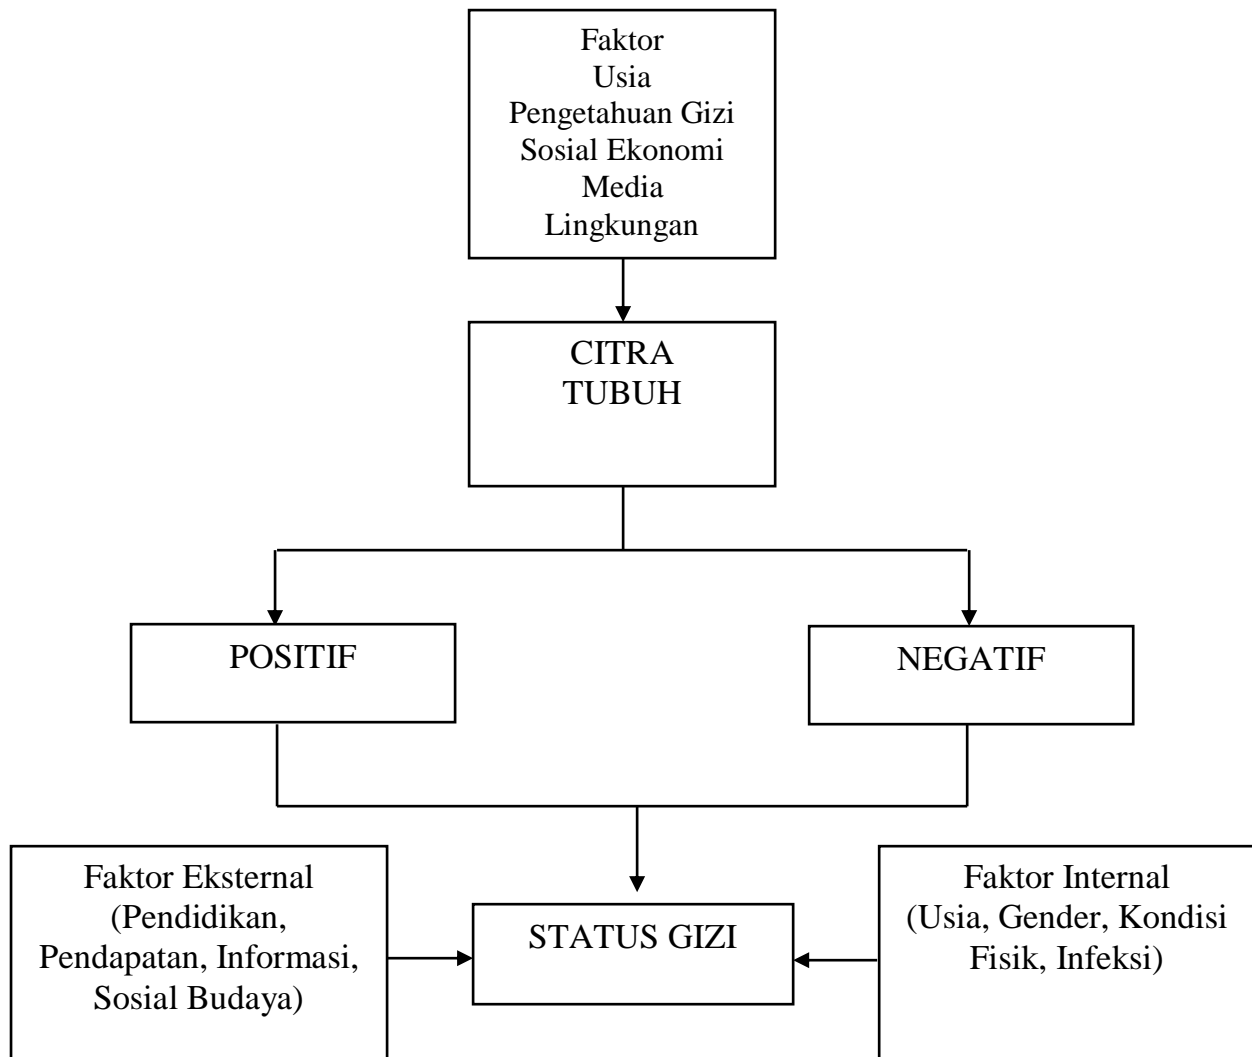 Faktor
Usia
Pengetahuan Gizi
Sosial Ekonomi
Media
Lingkungan
CITRA
TUBUH
POSITIF
NEGATIF
Faktor Eksternal
(Pendidikan,
Pendapatan, Informasi,
Sosial Budaya)
STATUS GIZI
Faktor Internal
(Usia, Gender, Kondisi
Fisik, Infeksi)